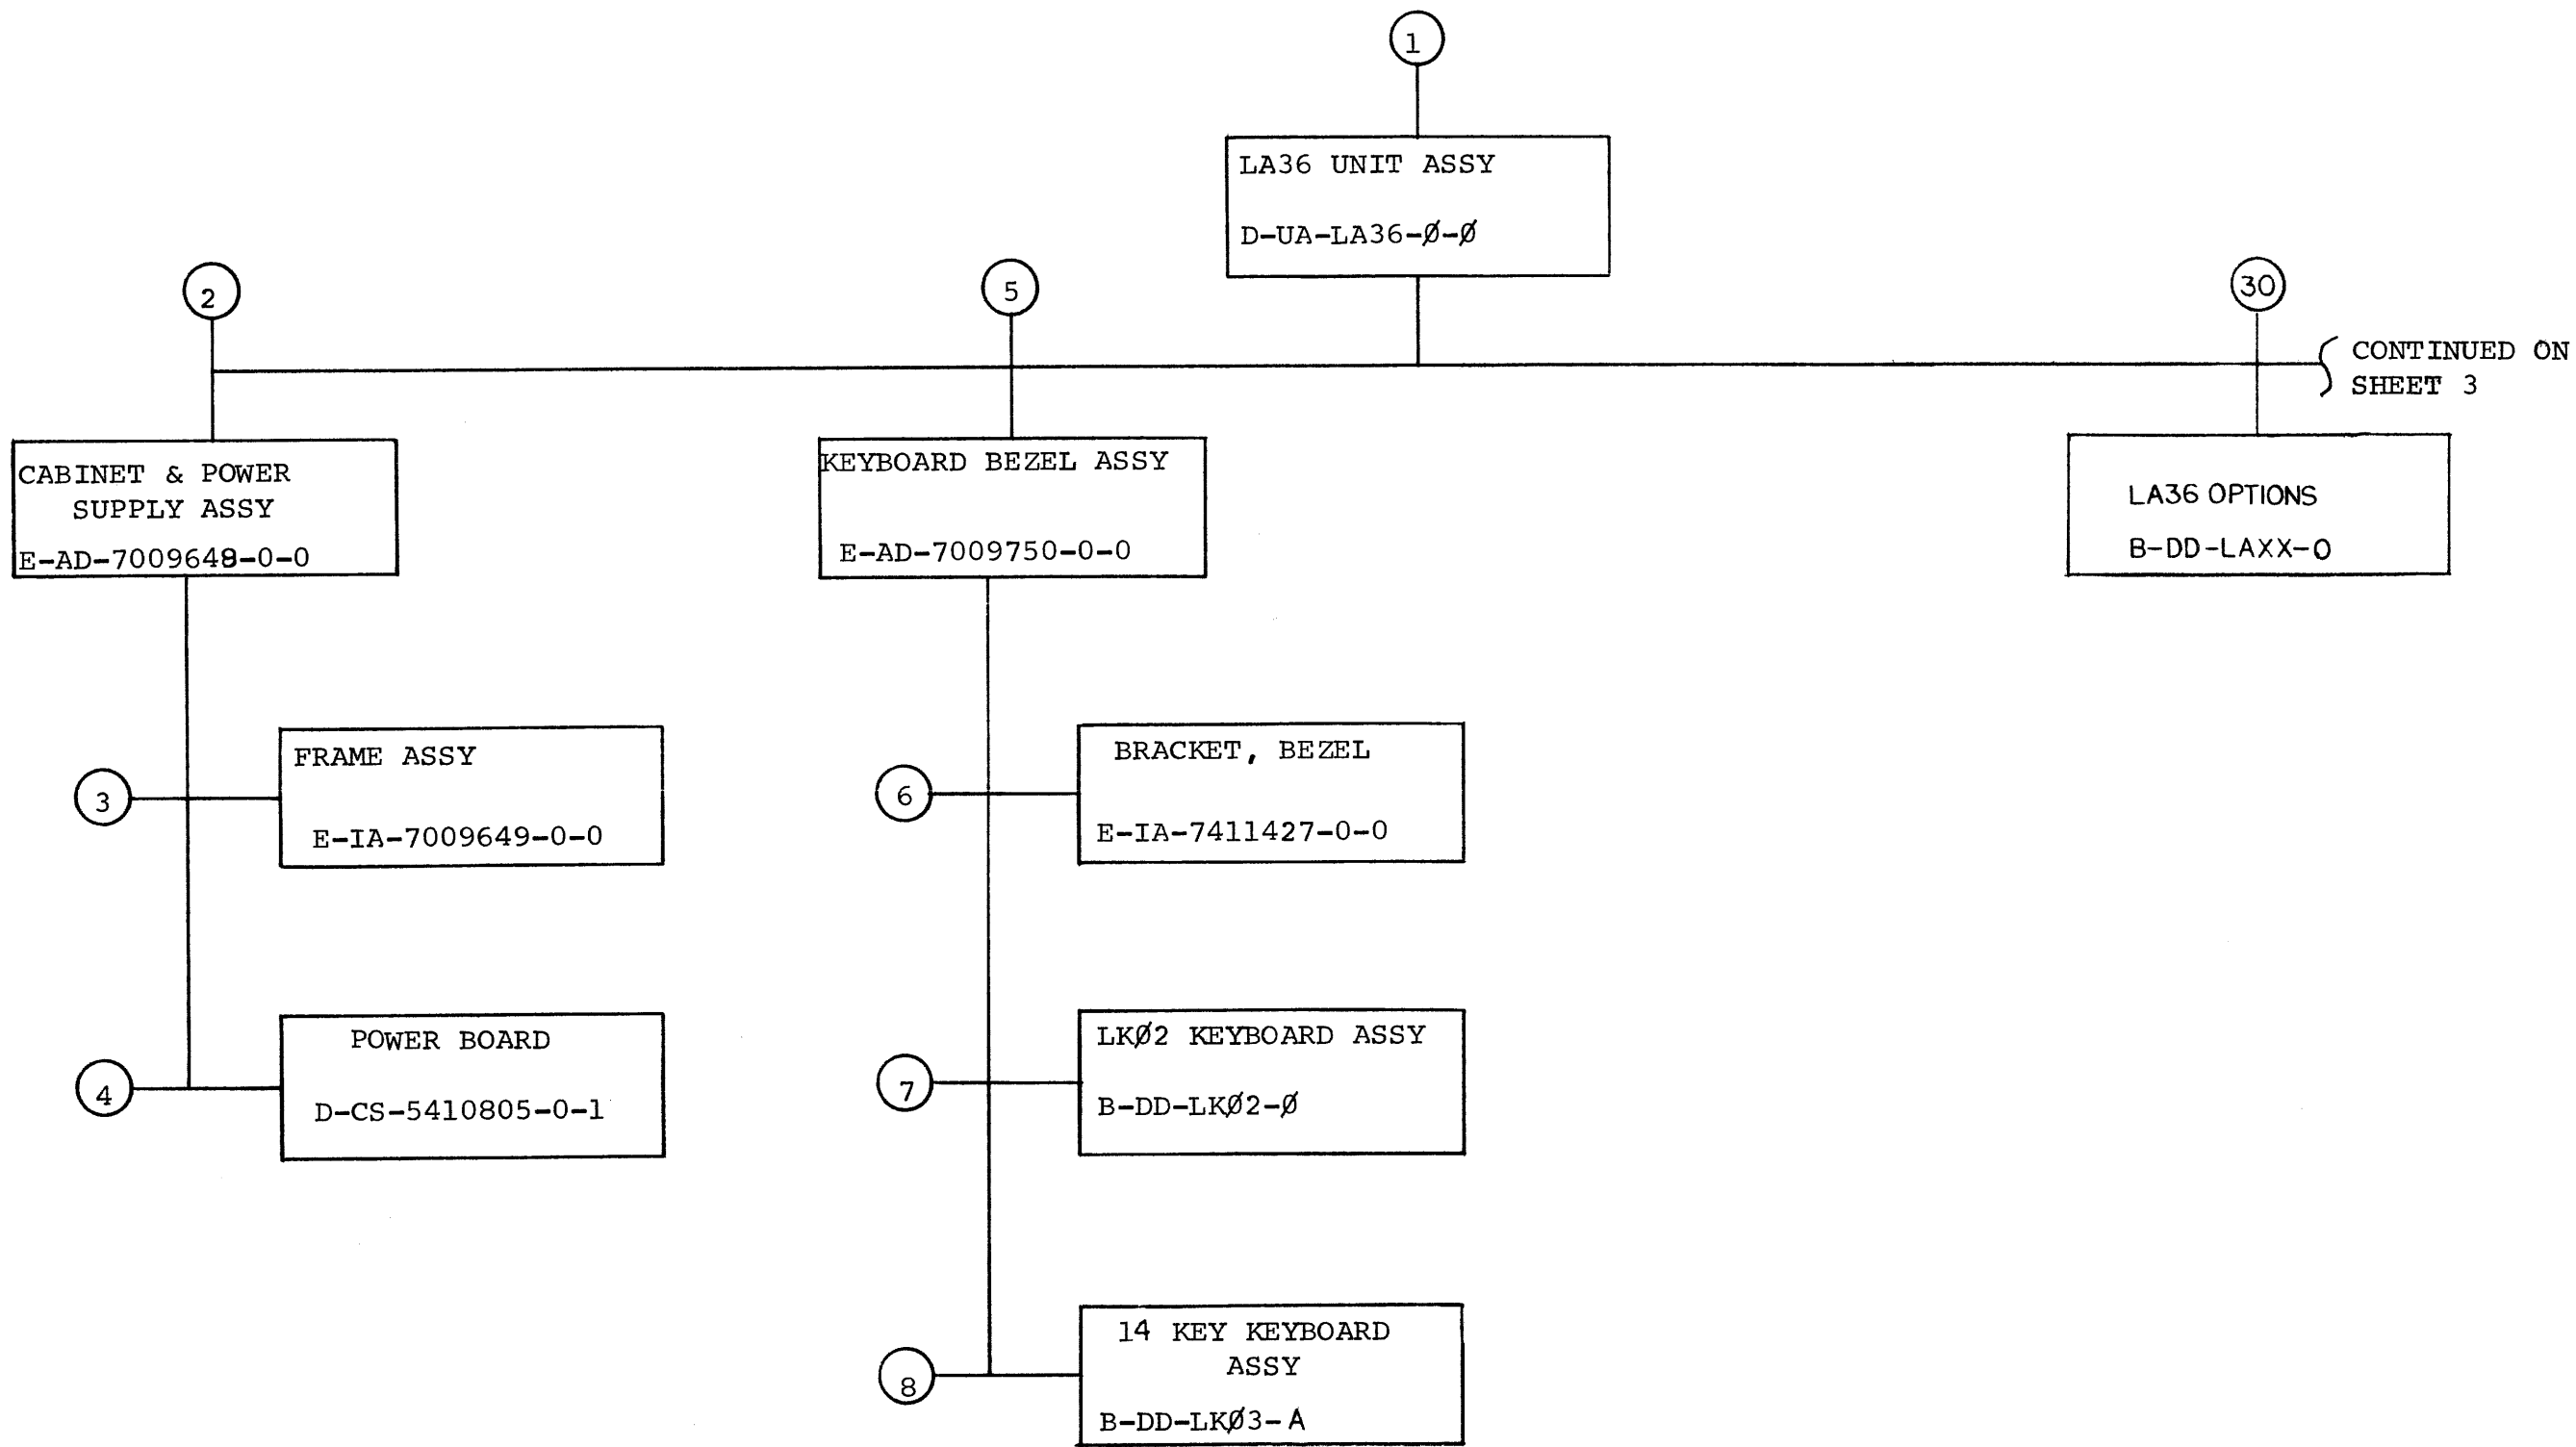 1
LA36 UNIT ASSY
D-UA-LA36-Ø-Ø
2
5
30
CONTINUED ON
SHEET 3
CABINET & POWER
SUPPLY ASSY
E-AD-7009648-0-0
KEYBOARD BEZEL ASSY
E-AD-7009750-0-0
LA36 OPTIONS
B-DD-LAXX-0
3
FRAME ASSY
E-IA-7009649-0-0
6
BRACKET, BEZEL
E-IA-7411427-0-0
4
POWER BOARD
D-CS-5410805-0-1
7
LKØ2 KEYBOARD ASSY
B-DD-LKØ2-Ø
8
14 KEY KEYBOARD
ASSY
B-DD-LKØ3-A